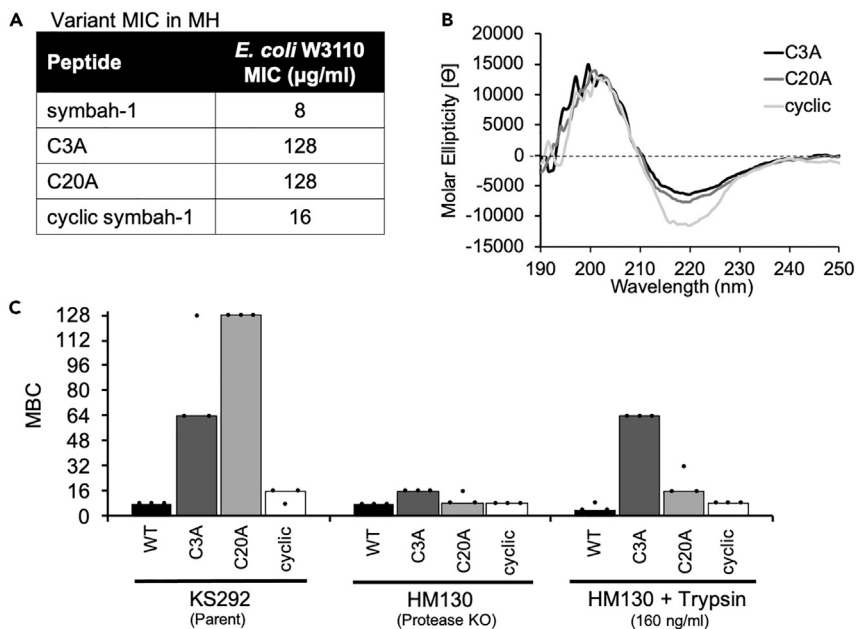 A Variant MIC in MH
Peptide E. coli W3110 MIC (µg/ml)
symbah-1 8
C3A 128
C20A 128
cyclic symbah-1 16
B
Molar Ellipticity [Θ]
20000
15000
10000
5000
0
-5000
-10000
-15000
190 200 210 220 230 240 250
Wavelength (nm)
C3A
C20A
cyclic
C
MBC
128
112
96
80
64
48
32
16
0
WT C3A C20A cyclic WT C3A C20A cyclic WT C3A C20A cyclic
KS292 HM130 HM130 + Trypsin
(Parent) (Protease KO) (160 ng/ml)